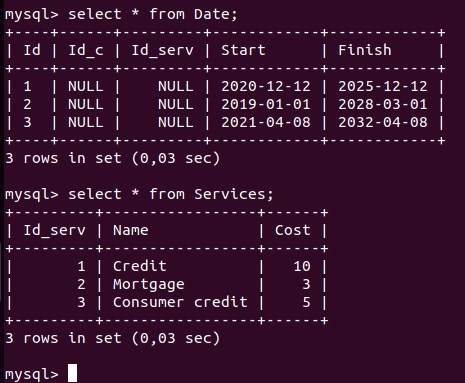 mysql> select * from Date;
+----+------+---------+------------+------------+
| Id | Id_c | Id_serv | Start      | Finish     |
+----+------+---------+------------+------------+
| 1  | NULL |    NULL | 2020-12-12 | 2025-12-12 |
| 2  | NULL |    NULL | 2019-01-01 | 2028-03-01 |
| 3  | NULL |    NULL | 2021-04-08 | 2032-04-08 |
+----+------+---------+------------+------------+
3 rows in set (0,03 sec)
mysql> select * from Services;
+---------+-----------------+------+
| Id_serv | Name            | Cost |
+---------+-----------------+------+
|       1 | Credit          |   10 |
|       2 | Mortgage        |    3 |
|       3 | Consumer credit |    5 |
+---------+-----------------+------+
3 rows in set (0,03 sec)
mysql>